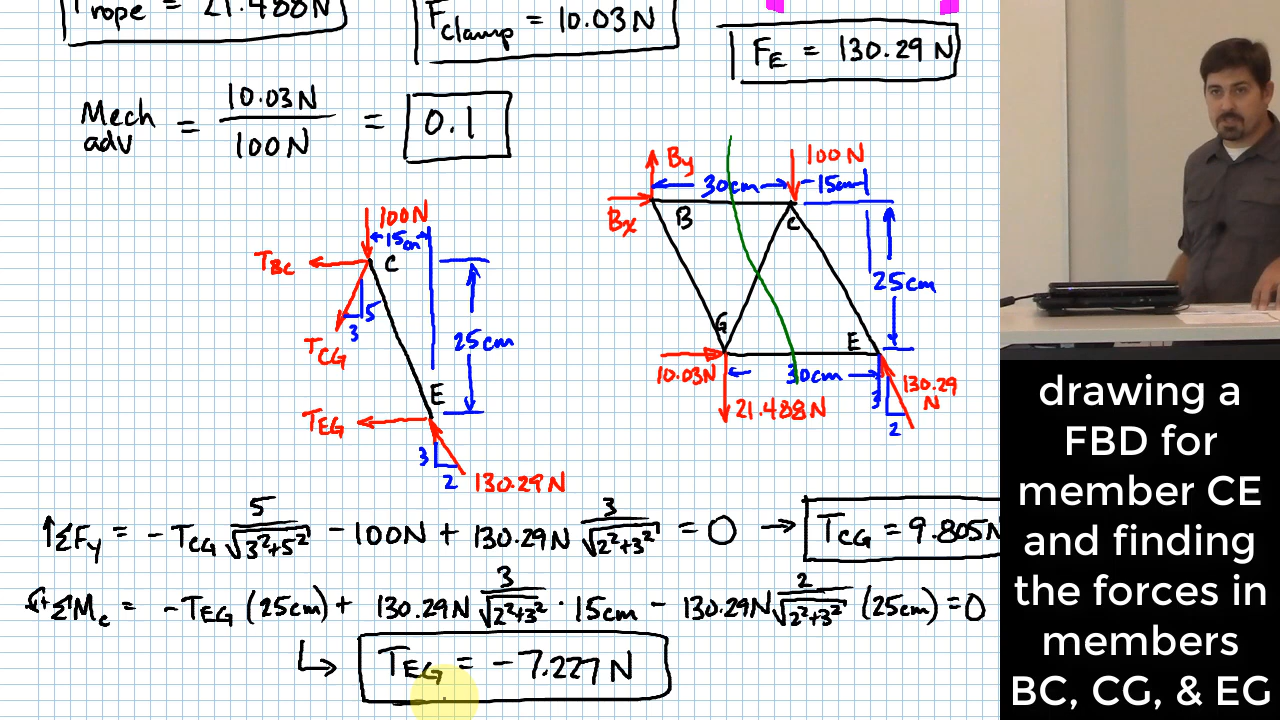 rope = 21.488N
Fclamp = 10.03N
FE = 130.29 N
Mech adv = 10.03N / 100N = 0.1
100N
15cm
TBC
C
5
3
TCG
25cm
E
TEG
3
2
130.29N
By
100N
30cm
15cm
Bx
B
C
25cm
G
E
10.03N
30cm
21.488N
130.29
N
3
2
↑ΣFy = -TCG 5/√(3²+5²) - 100N + 130.29N 3/√(2²+3²) = 0 → TCG = 9.805N
+ΣMc = -TEG (25cm) + 130.29N 3/√(2²+3²) · 15cm - 130.29N 2/√(2²+3²) (25cm) = 0
↳ TEG = -7.227 N
drawing a
FBD for
member CE
and finding
the forces in
members
BC, CG, & EG